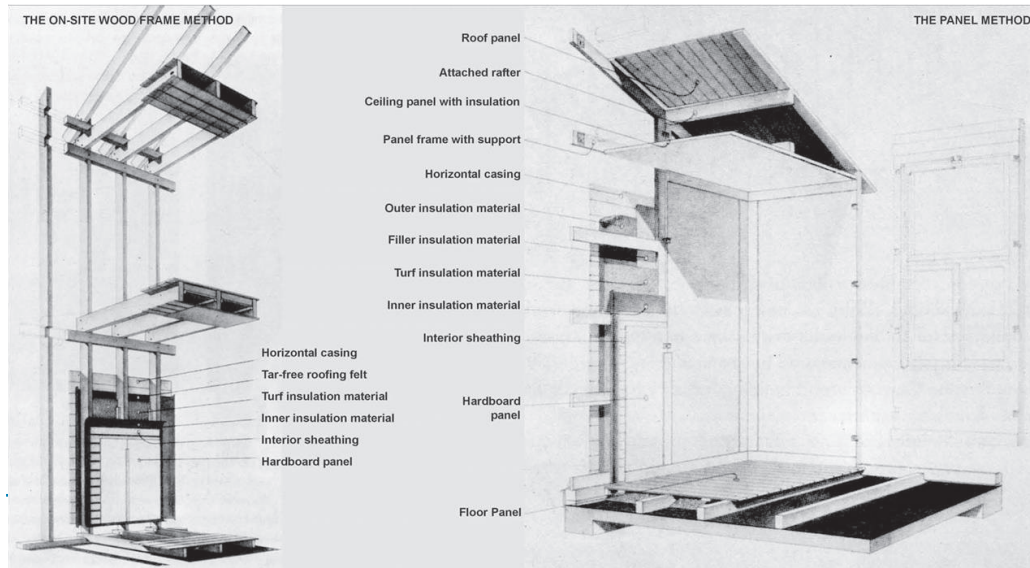 THE ON-SITE WOOD FRAME METHOD
THE PANEL METHOD
Roof panel
Attached rafter
Ceiling panel with insulation
Panel frame with support
Horizontal casing
Outer insulation material
Filler insulation material
Turf insulation material
Inner insulation material
Interior sheathing
Hardboard
panel
Floor Panel
Horizontal casing
Tar-free roofing felt
Turf insulation material
Inner insulation material
Interior sheathing
Hardboard panel